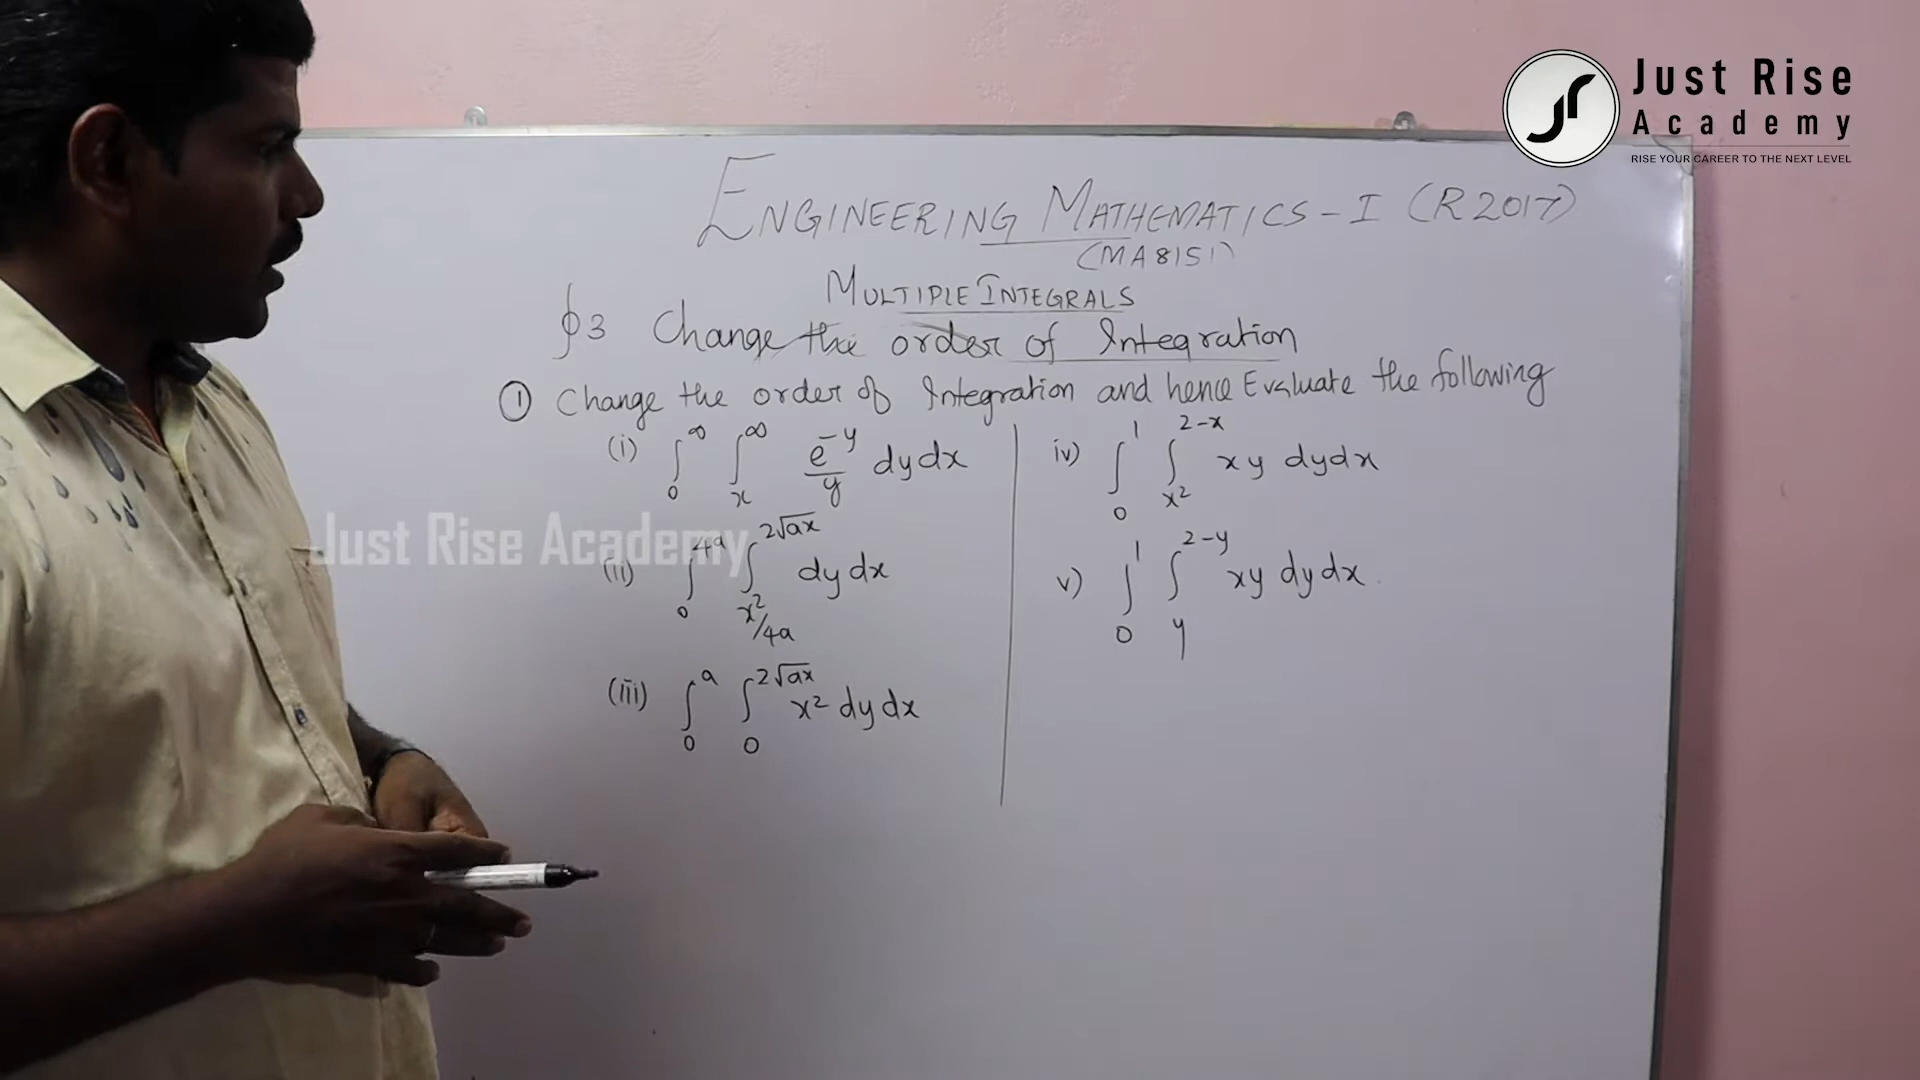 Just Rise
Academy
RISE YOUR CAREER TO THE NEXT LEVEL
ENGINEERING MATHEMATICS - I (R2017)
(MA8151)
MULTIPLE INTEGRALS
∮3 Change the order of Integration
① Change the order of Integration and hence Evaluate the following
(i) ∫₀^∞ ∫ₓ^∞ e^-y/y dy dx
(ii) ∫₀^4a ∫_{x²/4a}^{2√ax} dy dx
(iii) ∫₀^a ∫₀^{2√ax} x² dy dx
iv) ∫₀^1 ∫_{x²}^{2-x} xy dy dx
v) ∫₀^1 ∫_y^{2-y} xy dy dx
Just Rise Academy